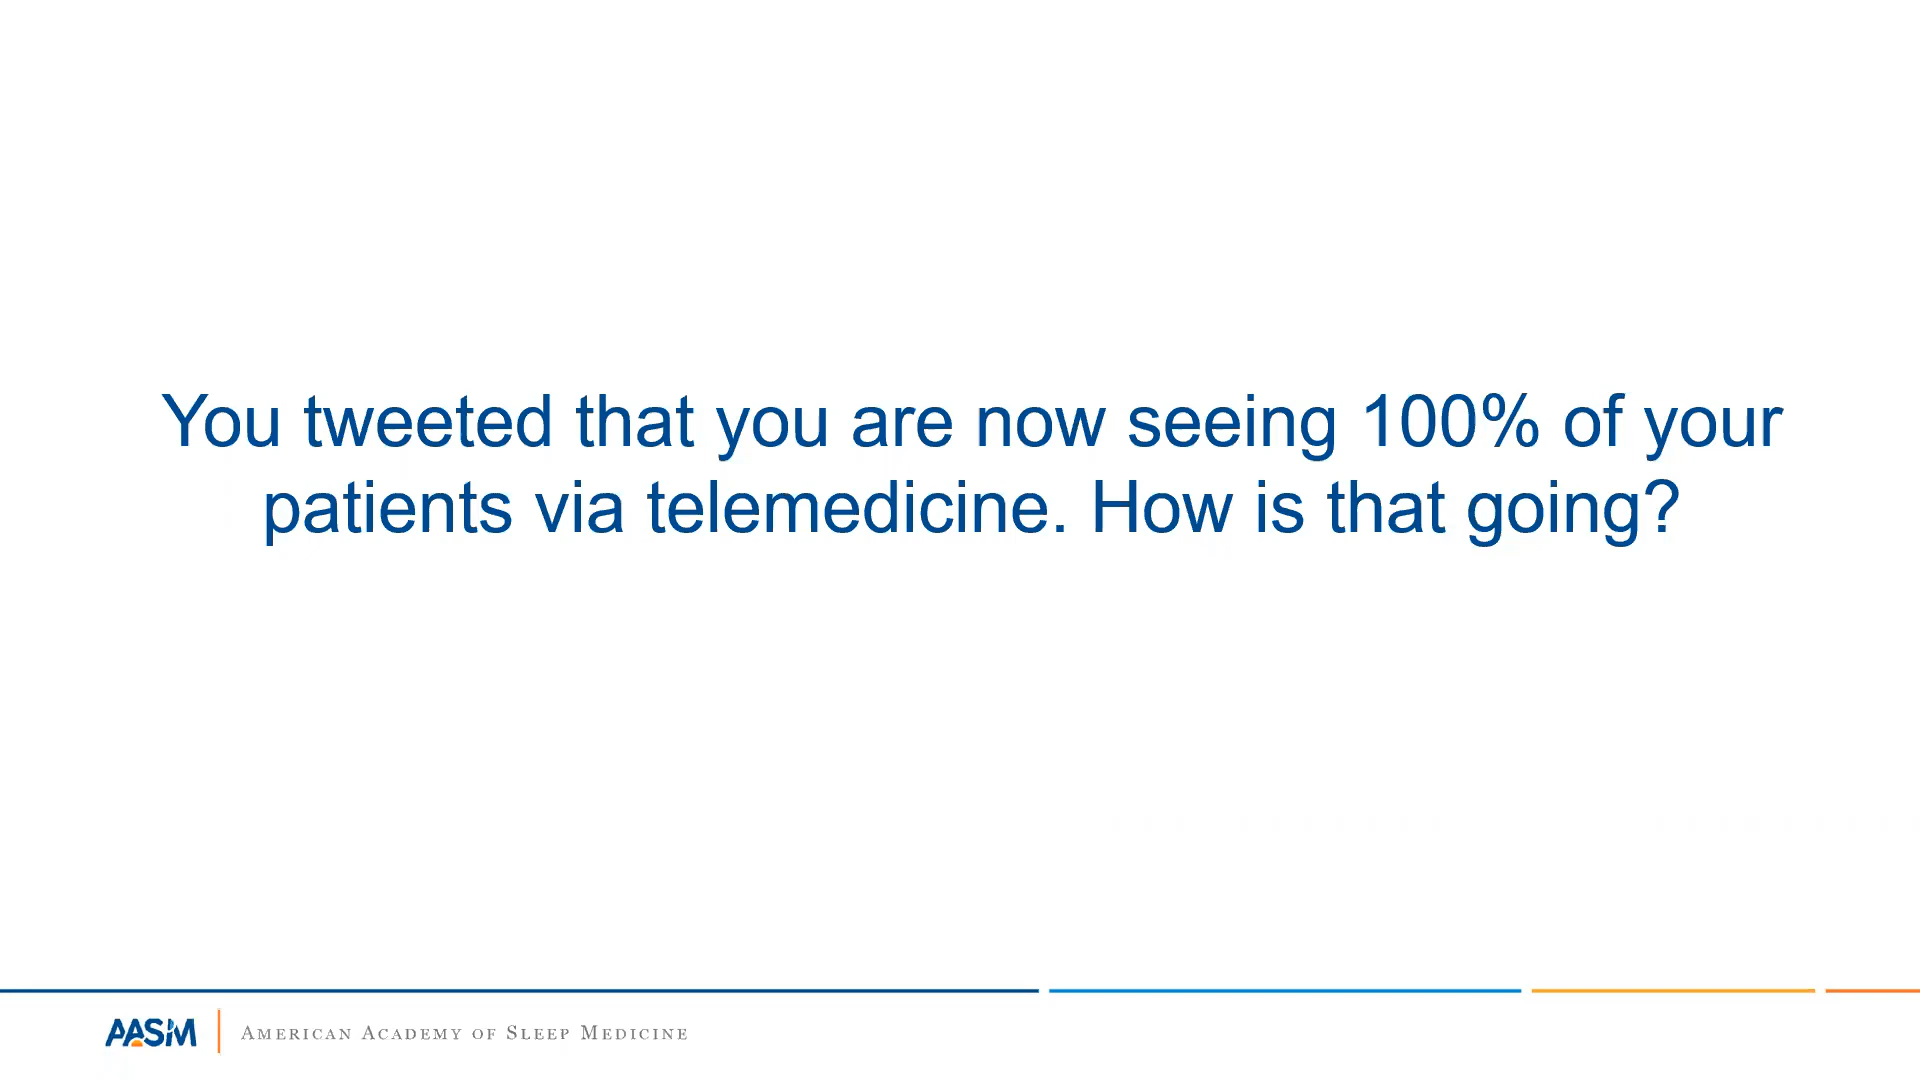 You tweeted that you are now seeing 100% of your
patients via telemedicine. How is that going?
AASM
American Academy of Sleep Medicine